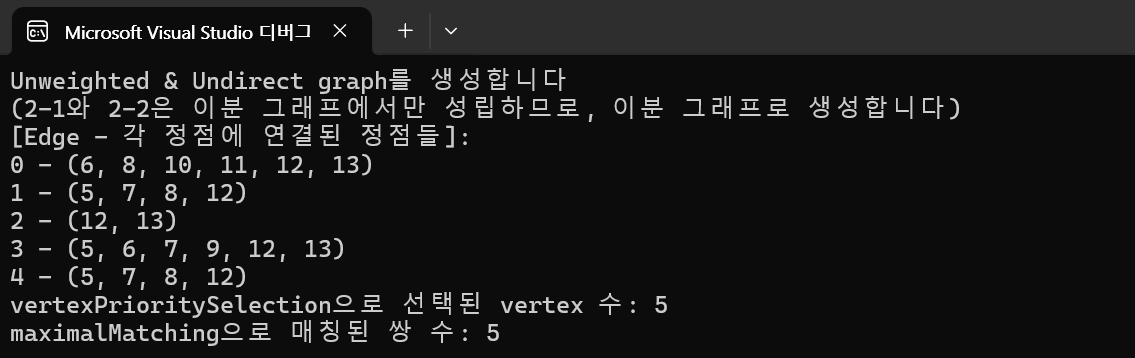 Microsoft Visual Studio 디버그
Unweighted & Undirect graph를 생성합니다
(2-1와 2-2은 이분 그래프에서만 성립하므로, 이분 그래프로 생성합니다)
[Edge - 각 정점에 연결된 정점들]:
0 - (6, 8, 10, 11, 12, 13)
1 - (5, 7, 8, 12)
2 - (12, 13)
3 - (5, 6, 7, 9, 12, 13)
4 - (5, 7, 8, 12)
vertexPrioritySelection으로 선택된 vertex 수: 5
maximalMatching으로 매칭된 쌍 수: 5